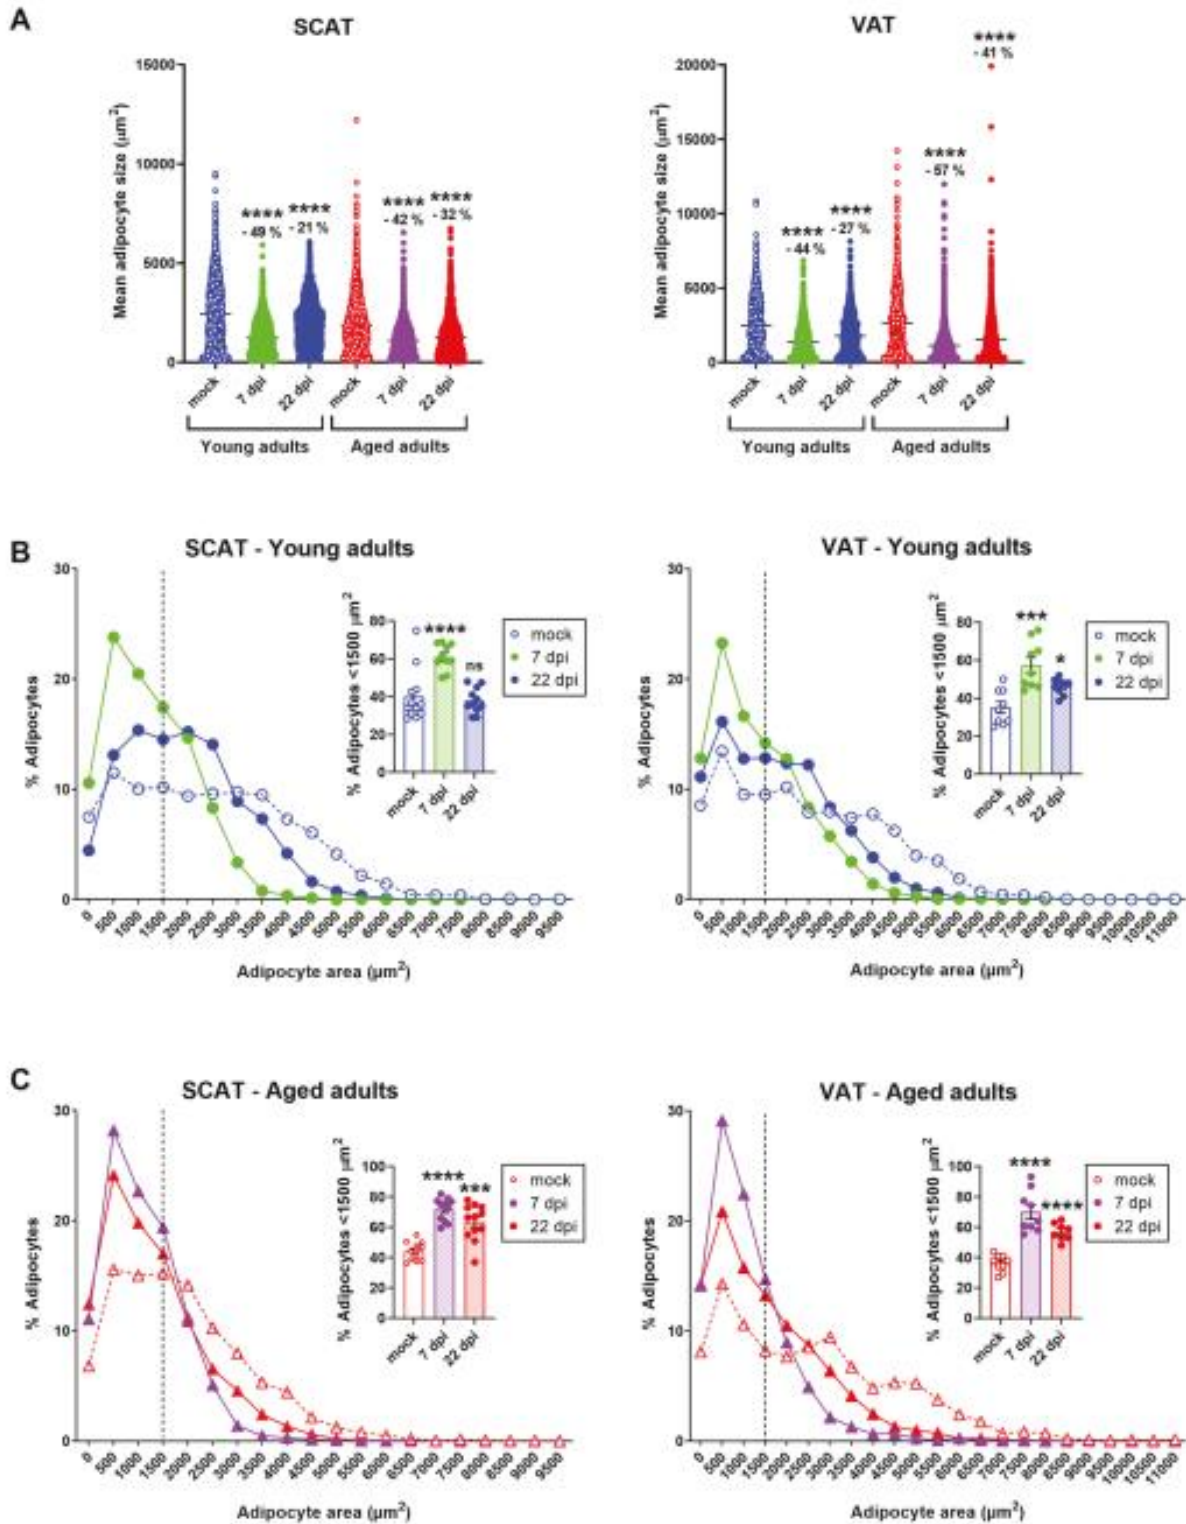 A
SCAT
VAT
Mean adipocyte size (µm²)
15000
10000
5000
0
****
- 49 %
****
- 21 %
****
- 42 %
****
- 32 %
mock
7 dpi
22 dpi
mock
7 dpi
22 dpi
Young adults
Aged adults
Mean adipocyte size (µm²)
20000
15000
10000
5000
0
****
- 44 %
****
- 27 %
****
- 57 %
****
- 41 %
mock
7 dpi
22 dpi
mock
7 dpi
22 dpi
Young adults
Aged adults
B
SCAT - Young adults
% Adipocytes
30
20
10
0
0 500 1000 1500 2000 2500 3000 3500 4000 4500 5000 5500 6000 6500 7000 7500 8000 8500 9000 9500
Adipocyte area (µm²)
% Adipocytes <1500 µm²
80
60
40
20
0
****
ns
mock
7 dpi
22 dpi
mock
7 dpi
22 dpi
VAT - Young adults
% Adipocytes
30
20
10
0
0 500 1000 1500 2000 2500 3000 3500 4000 4500 5000 5500 6000 6500 7000 7500 8000 8500 9000 9500 10000 10500 11000
Adipocyte area (µm²)
% Adipocytes <1500 µm²
80
60
40
20
0
***
*
mock
7 dpi
22 dpi
mock
7 dpi
22 dpi
C
SCAT - Aged adults
% Adipocytes
30
20
10
0
0 500 1000 1500 2000 2500 3000 3500 4000 4500 5000 5500 6000 6500 7000 7500 8000 8500 9000 9500
Adipocyte area (µm²)
% Adipocytes <1500 µm²
100
80
60
40
20
0
****
***
mock
7 dpi
22 dpi
mock
7 dpi
22 dpi
VAT - Aged adults
% Adipocytes
30
20
10
0
0 500 1000 1500 2000 2500 3000 3500 4000 4500 5000 5500 6000 6500 7000 7500 8000 8500 9000 9500 10000 10500 11000
Adipocyte area (µm²)
% Adipocytes <1500 µm²
100
80
60
40
20
0
****
****
mock
7 dpi
22 dpi
mock
7 dpi
22 dpi